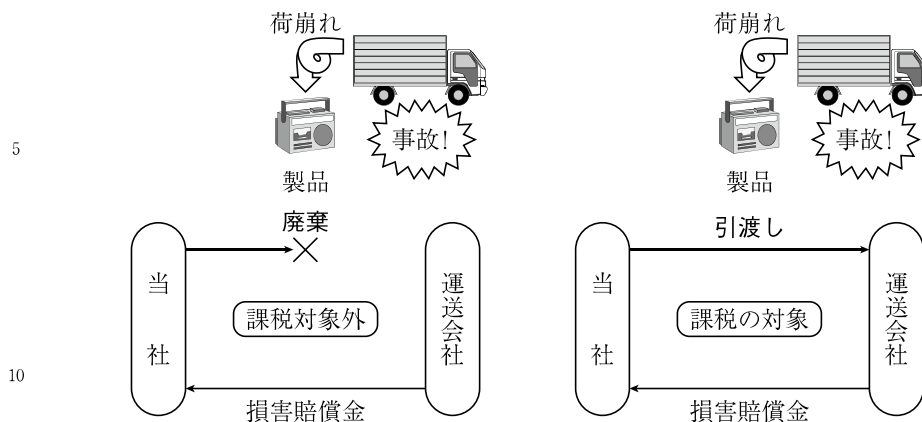 荷崩れ
事故!
製品
5
廃棄
当社
運送会社
課税対象外
損害賠償金
10
荷崩れ
事故!
製品
引渡し
当社
運送会社
課税の対象
損害賠償金